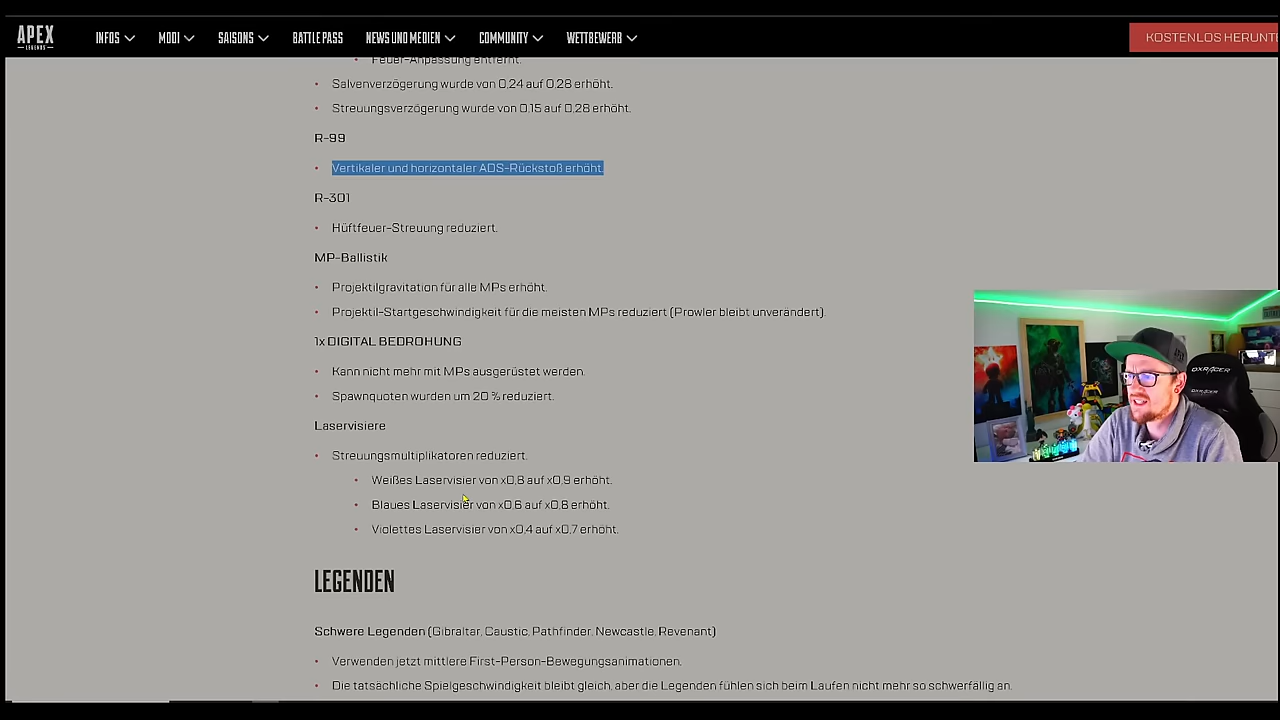 APEX
LEGENDS
INFOS
MODI
SAISONS
BATTLE PASS
NEWS UND MEDIEN
COMMUNITY
WETTBEWERB
KOSTENLOS HERUNT
Feuer-Anpassung entfernt.
Salvenverzögerung wurde von 0,24 auf 0,28 erhöht.
Streuungsverzögerung wurde von 0,15 auf 0,28 erhöht.
R-99
Vertikaler und horizontaler ADS-Rückstoß erhöht.
R-301
Hüftfeuer-Streuung reduziert.
MP-Ballistik
Projektilgravitation für alle MPs erhöht.
Projektil-Startgeschwindigkeit für die meisten MPs reduziert (Prowler bleibt unverändert).
1x DIGITAL BEDROHUNG
Kann nicht mehr mit MPs ausgerüstet werden.
Spawnquoten wurden um 20 % reduziert.
Laservisiere
Streuungsmultiplikatoren reduziert.
Weißes Laservisier von x0,8 auf x0,9 erhöht.
Blaues Laservisier von x0,6 auf x0,8 erhöht.
Violettes Laservisier von x0,4 auf x0,7 erhöht.
LEGENDEN
Schwere Legenden (Gibraltar, Caustic, Pathfinder, Newcastle, Revenant)
Verwenden jetzt mittlere First-Person-Bewegungsanimationen.
Die tatsächliche Spielgeschwindigkeit bleibt gleich, aber die Legenden fühlen sich beim Laufen nicht mehr so schwerfällig an.
OXRACER